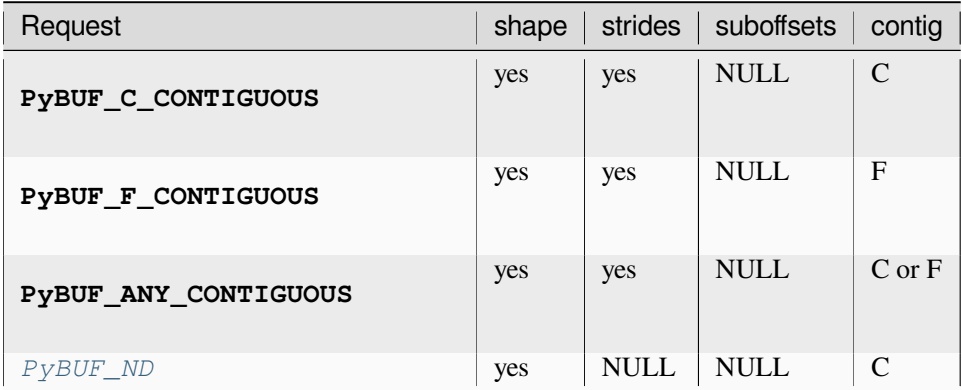 Request shape strides suboffsets contig
PyBUF_C_CONTIGUOUS yes yes NULL C
PyBUF_F_CONTIGUOUS yes yes NULL F
PyBUF_ANY_CONTIGUOUS yes yes NULL C or F
PyBUF_ND yes NULL NULL C